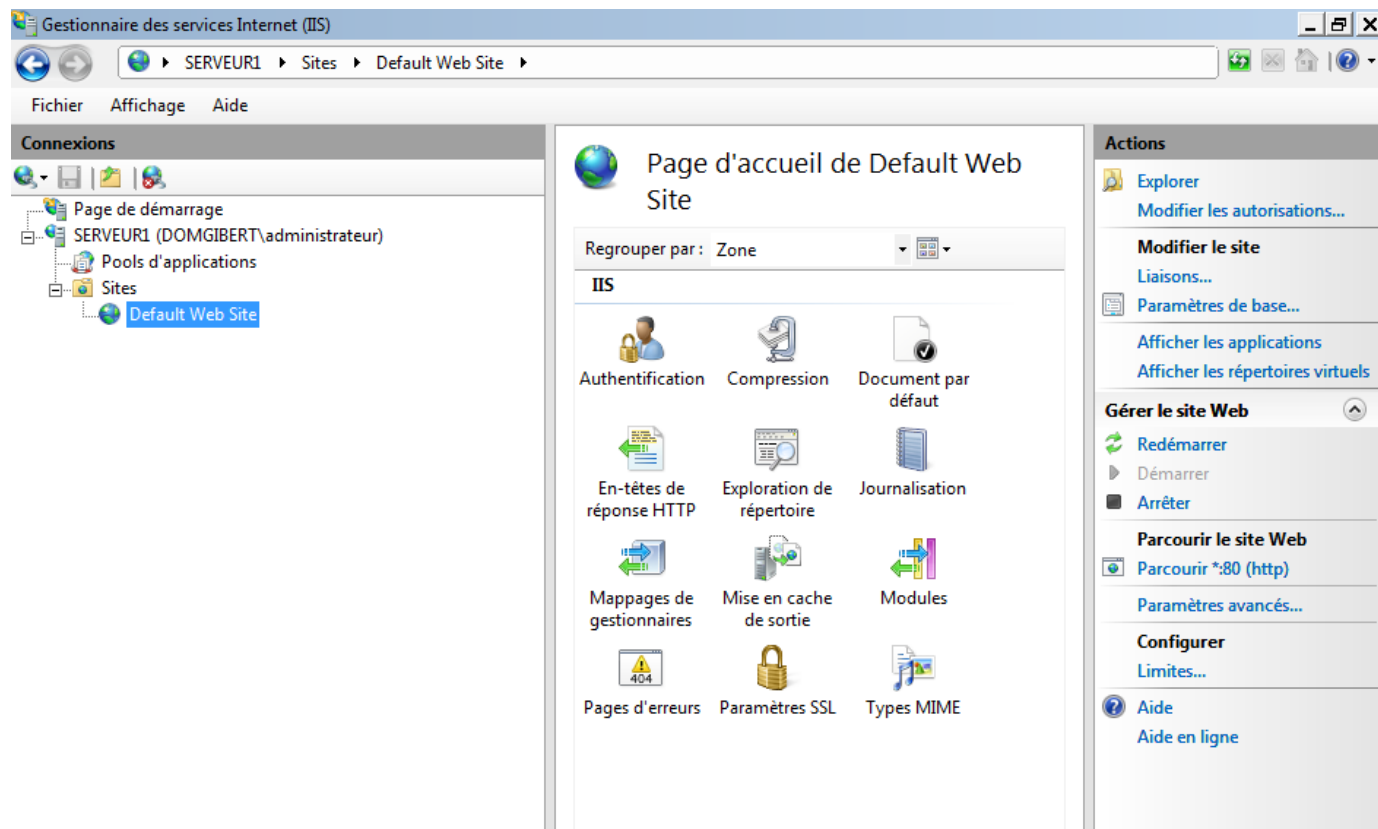 Gestionnaire des services Internet (IIS)
SERVEUR1 Sites Default Web Site
Fichier Affichage Aide
Connexions
Page de démarrage
SERVEUR1 (DOMGIBERT\administrateur)
Pools d'applications
Sites
Default Web Site
Page d'accueil de Default Web
Site
Regrouper par : Zone
IIS
Authentification Compression Document par
défaut
En-têtes de Exploration de Journalisation
réponse HTTP répertoire
Mappages de Mise en cache Modules
gestionnaires de sortie
404
Pages d'erreurs Paramètres SSL Types MIME
Actions
Explorer
Modifier les autorisations...
Modifier le site
Liaisons...
Paramètres de base...
Afficher les applications
Afficher les répertoires virtuels
Gérer le site Web
Redémarrer
Démarrer
Arrêter
Parcourir le site Web
Parcourir *:80 (http)
Paramètres avancés...
Configurer
Limites...
Aide
Aide en ligne